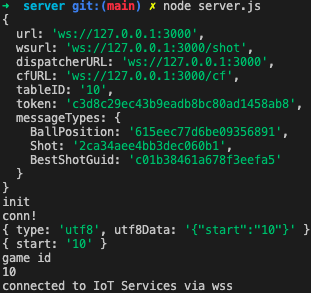 ➜  server git:(main) ✗ node server.js
{
  url: 'ws://127.0.0.1:3000',
  wsurl: 'ws://127.0.0.1:3000/shot',
  dispatcherURL: 'ws://127.0.0.1:3000',
  cfURL: 'ws://127.0.0.1:3000/cf',
  tableID: '10',
  token: 'c3d8c29ec43b9eadb8bc80ad1458ab8',
  messageTypes: {
    BallPosition: '615eec77d6be09356891',
    Shot: '2ca34aee4bb3dec060b1',
    BestShotGuid: 'c01b38461a678f3eefa5'
  }
}
init
conn!
{ type: 'utf8', utf8Data: '{"start":"10"}' }
{ start: '10' }
game id
10
connected to IoT Services via wss